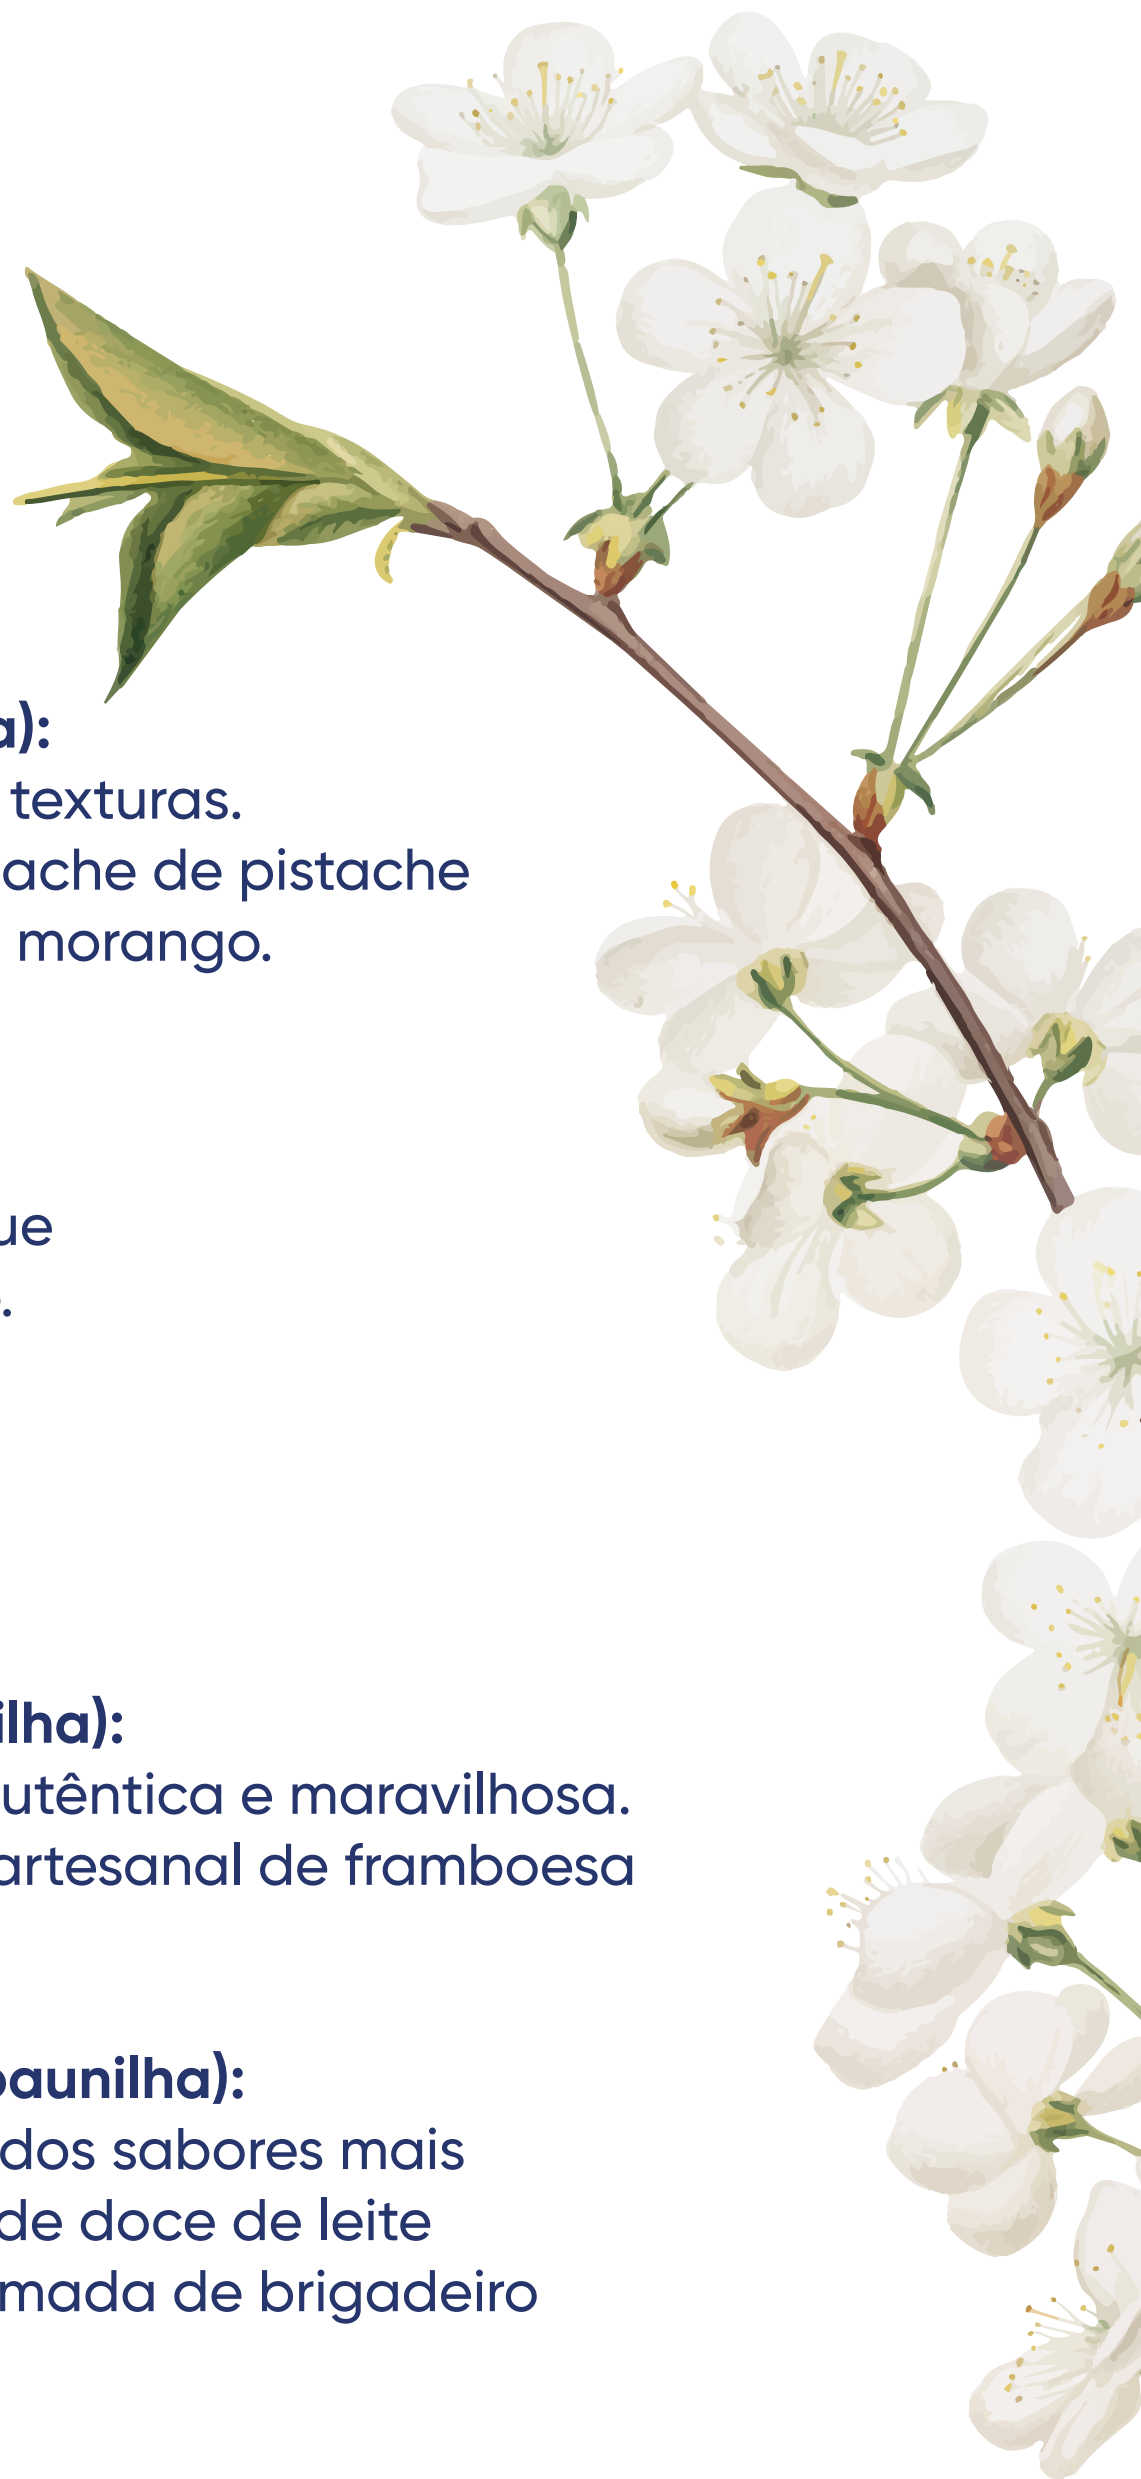 a):
texturas.
ache de pistache
morango.
ue
.
ilha):
utêntica e maravilhosa.
artesanal de framboesa
baunilha):
dos sabores mais
de doce de leite
mada de brigadeiro